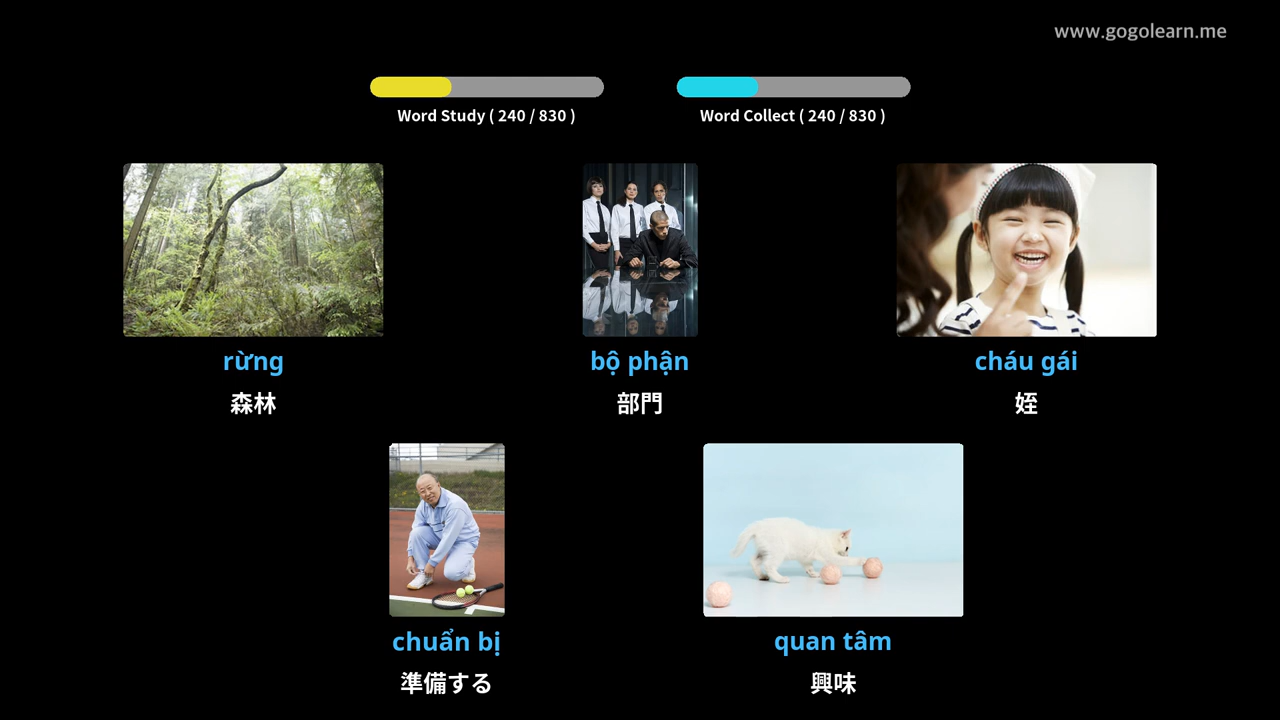 www.gogolearn.me
Word Study ( 240 / 830 )
Word Collect ( 240 / 830 )
rừng
森林
bộ phận
部門
cháu gái
姪
chuẩn bị
準備する
quan tâm
興味